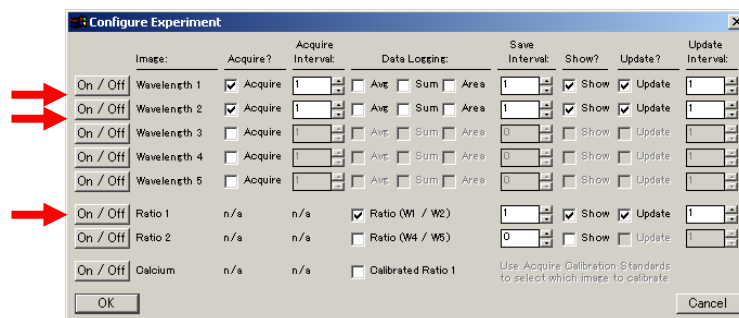 Configure Experiment
Image: Acquire? Acquire Interval: Data Logging: Save Interval: Show? Update? Update Interval:
On / Off Wavelength 1 Acquire 1 Avg Sum Area 1 Show Update 1
On / Off Wavelength 2 Acquire 1 Avg Sum Area 1 Show Update 1
On / Off Wavelength 3 Acquire 1 Avg Sum Area 0 Show Update 1
On / Off Wavelength 4 Acquire 1 Avg Sum Area 0 Show Update 1
On / Off Wavelength 5 Acquire 1 Avg Sum Area 0 Show Update 1
On / Off Ratio 1 n/a n/a Ratio (W1 / W2) 1 Show Update 1
On / Off Ratio 2 n/a n/a Ratio (W4 / W5) 0 Show Update 1
On / Off Calcium n/a n/a Calibrated Ratio 1 Use Acquire Calibration Standards
to select which image to calibrate
OK Cancel